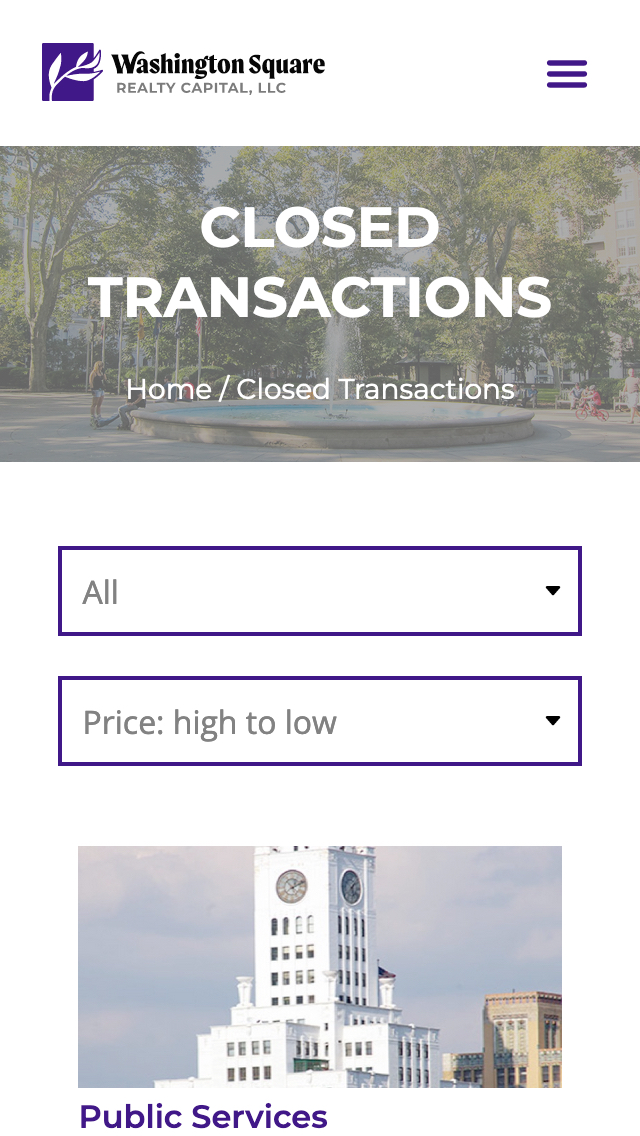 Washington Square
REALTY CAPITAL, LLC
CLOSED
TRANSACTIONS
Home / Closed Transactions
All
Price: high to low
Public Services